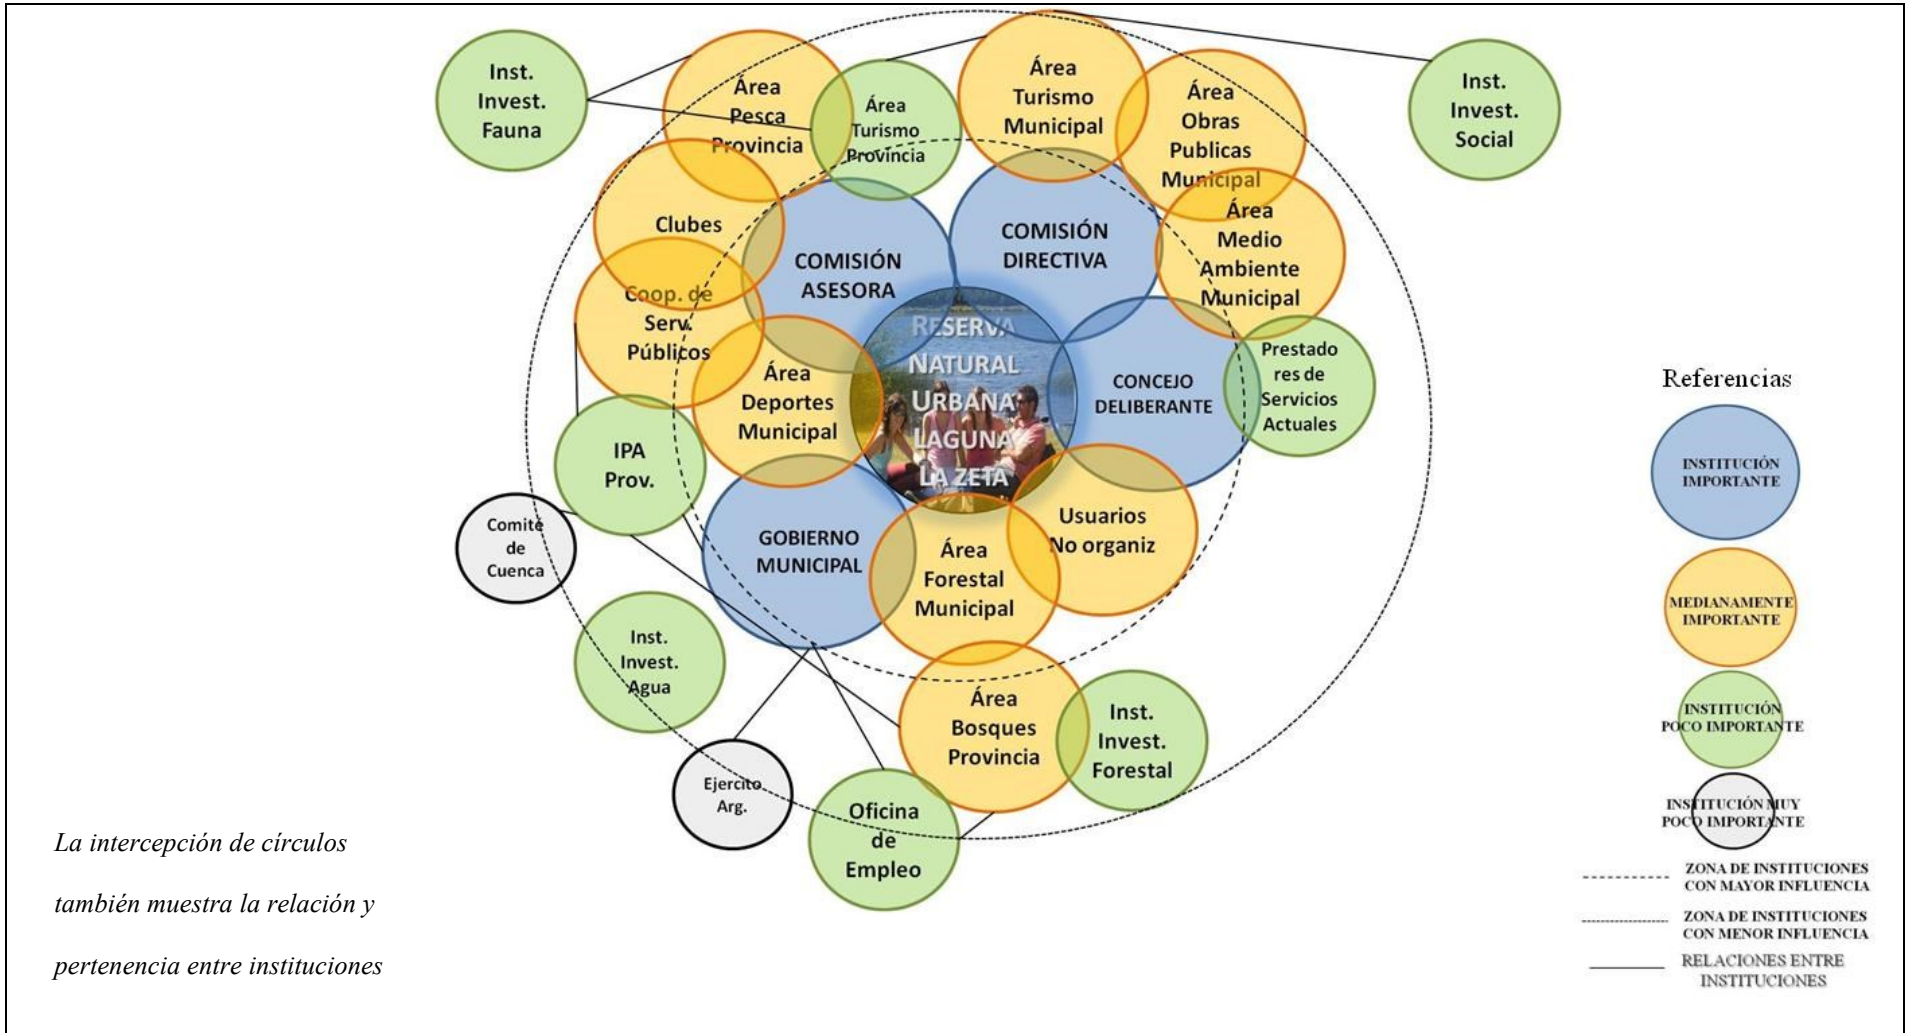 Inst.
Invest.
Fauna
Área
Pesca
Provincia
Área
Turismo
Provincia
Área
Turismo
Municipal
Área
Obras
Publicas
Municipal
Inst.
Invest.
Social
Clubes
COMISIÓN
ASESORA
COMISIÓN
DIRECTIVA
Área
Medio
Ambiente
Municipal
Coop. de
Serv.
Públicos
Área
Deportes
Municipal
RESERVA
NATURAL
URBANA
LAGUNA
LA ZETA
CONCEJO
DELIBERANTE
Prestado
res de
Servicios
Actuales
IPA
Prov.
Comité
de
Cuenca
GOBIERNO
MUNICIPAL
Área
Forestal
Municipal
Usuarios
No organiz
Inst.
Invest.
Agua
Área
Bosques
Provincia
Inst.
Invest.
Forestal
Ejercito
Arg.
Oficina
de
Empleo
Referencias
INSTITUCIÓN
IMPORTANTE
MEDIANAMENTE
IMPORTANTE
INSTITUCIÓN
POCO IMPORTANTE
INSTITUCIÓN MUY
POCO IMPORTANTE
ZONA DE INSTITUCIONES
CON MAYOR INFLUENCIA
ZONA DE INSTITUCIONES
CON MENOR INFLUENCIA
RELACIONES ENTRE
INSTITUCIONES
La intercepción de círculos
también muestra la relación y
pertenencia entre instituciones